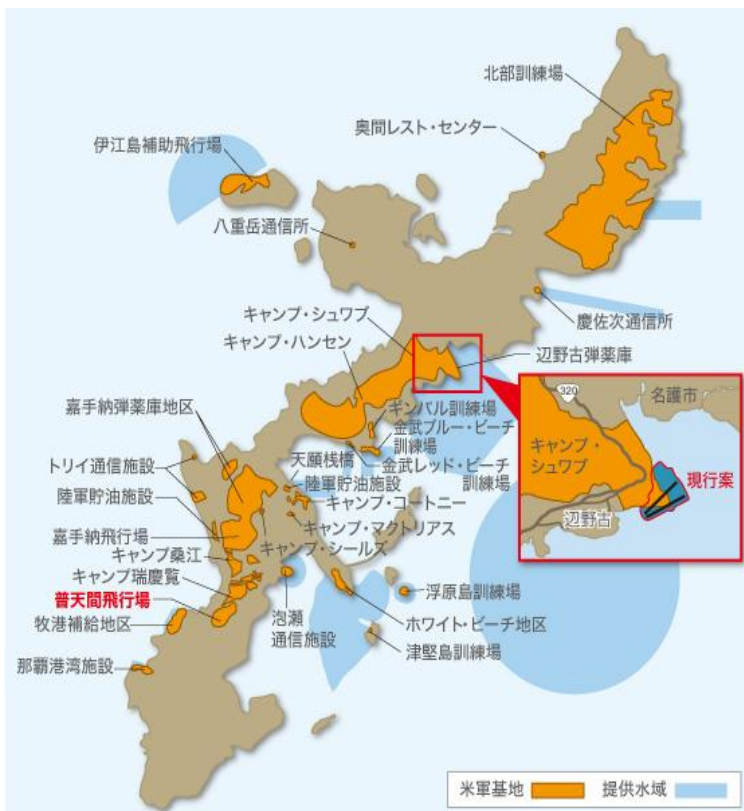 北部訓練場
奥間レスト・センター
伊江島補助飛行場
八重岳通信所
慶佐次通信所
キャンプ・シュワブ
キャンプ・ハンセン
辺野古弾薬庫
嘉手納弾薬庫地区
ギンバル訓練場
金武ブルー・ビーチ
訓練場
金武レッド・ビーチ
訓練場
天願桟橋
陸軍貯油施設
トリイ通信施設
陸軍貯油施設
キャンプ・コートニー
キャンプ・マクトリアス
嘉手納飛行場
キャンプ・シールズ
キャンプ桑江
キャンプ瑞慶覧
普天間飛行場
牧港補給地区
泡瀬
通信施設
浮原島訓練場
ホワイト・ビーチ地区
津堅島訓練場
那覇港湾施設
320
名護市
キャンプ・
シュワブ
現行案
辺野古
米軍基地
提供水域